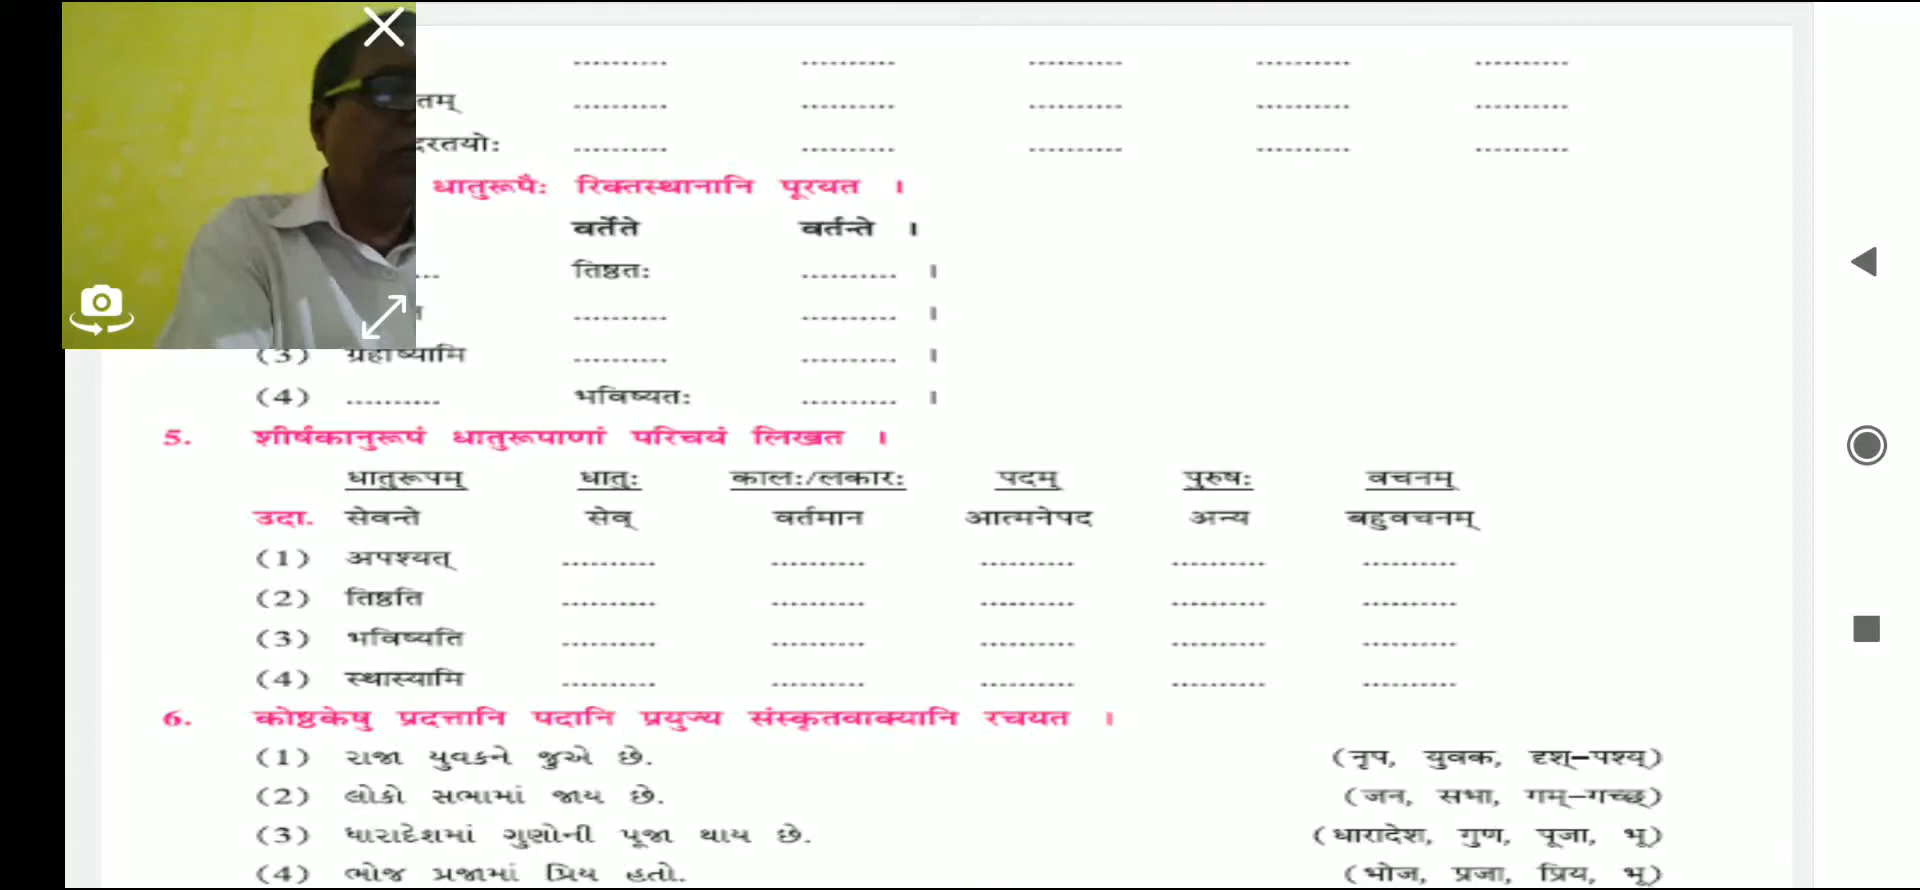 .......... .......... .......... .......... ..........
तम् .......... .......... .......... .......... ..........
दरतयोः .......... .......... .......... .......... ..........
धातुरूपैः रिक्तस्थानानि पूरयत ।
वर्तेते वर्तन्ते ।
... तिष्ठतः .......... ।
.......... .......... ।
(3) ग्रहीष्यामि .......... .......... ।
(4) .......... भविष्यतः .......... ।
5. शीर्षकानुरूपं धातुरूपाणां परिचयं लिखत ।
धातुरूपम् धातुः कालः/लकारः पदम् पुरुषः वचनम्
उदा. सेवन्ते सेव् वर्तमान आत्मनेपद अन्य बहुवचनम्
(1) अपश्यत् .......... .......... .......... .......... ..........
(2) तिष्ठति .......... .......... .......... .......... ..........
(3) भविष्यति .......... .......... .......... .......... ..........
(4) स्थास्यामि .......... .......... .......... .......... ..........
6. कोष्ठकेषु प्रदत्तानि पदानि प्रयुज्य संस्कृतवाक्यानि रचयत ।
(1) રાજા યુવકને જુએ છે. (नृप, युवक, दृश्–पश्य्)
(2) લોકો સભામાં જાય છે. (जन, सभा, गम्–गच्छ्)
(3) ધારાદેશમાં ગુણોની પૂજા થાય છે. (धारादेश, गुण, पूजा, भू)
(4) ભોજ પ્રજામાં પ્રિય હતો. (भोज, प्रजा, प्रिय, भू)